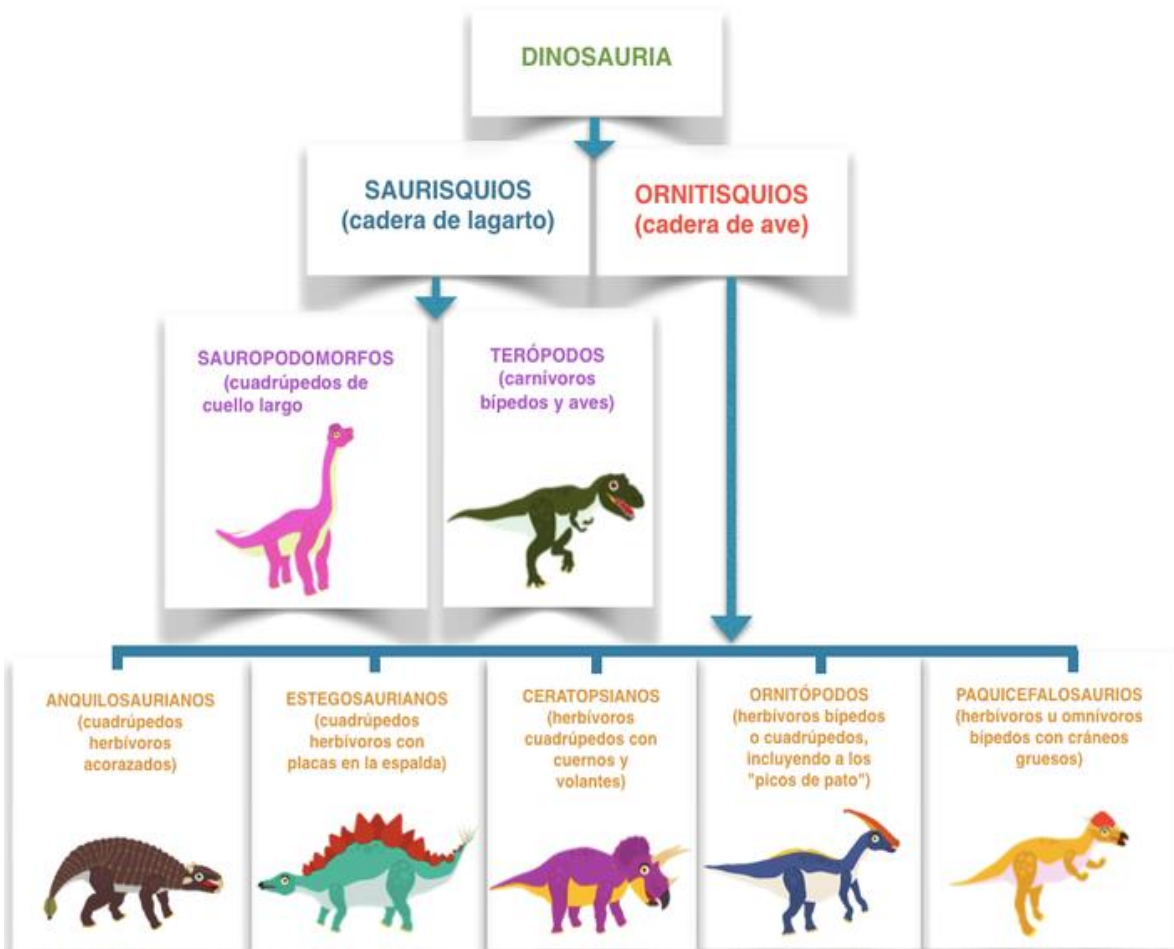 DINOSAURIA
SAURISQUIOS
(cadera de lagarto)
ORNITISQUIOS
(cadera de ave)
SAUROPODOMORFOS
(cuadrúpedos de
cuello largo
TERÓPODOS
(carnívoros
bípedos y aves)
ANQUILOSAURIANOS
(cuadrúpedos
herbívoros
acorazados)
ESTEGOSAURIANOS
(cuadrúpedos
herbívoros con
placas en la espalda)
CERATOPSIANOS
(herbívoros
cuadrúpedos con
cuernos y
volantes)
ORNITÓPODOS
(herbívoros bípedos
o cuadrúpedos,
incluyendo a los
"picos de pato")
PAQUICEFALOSAURIOS
(herbívoros u omnívoros
bípedos con cráneos
gruesos)